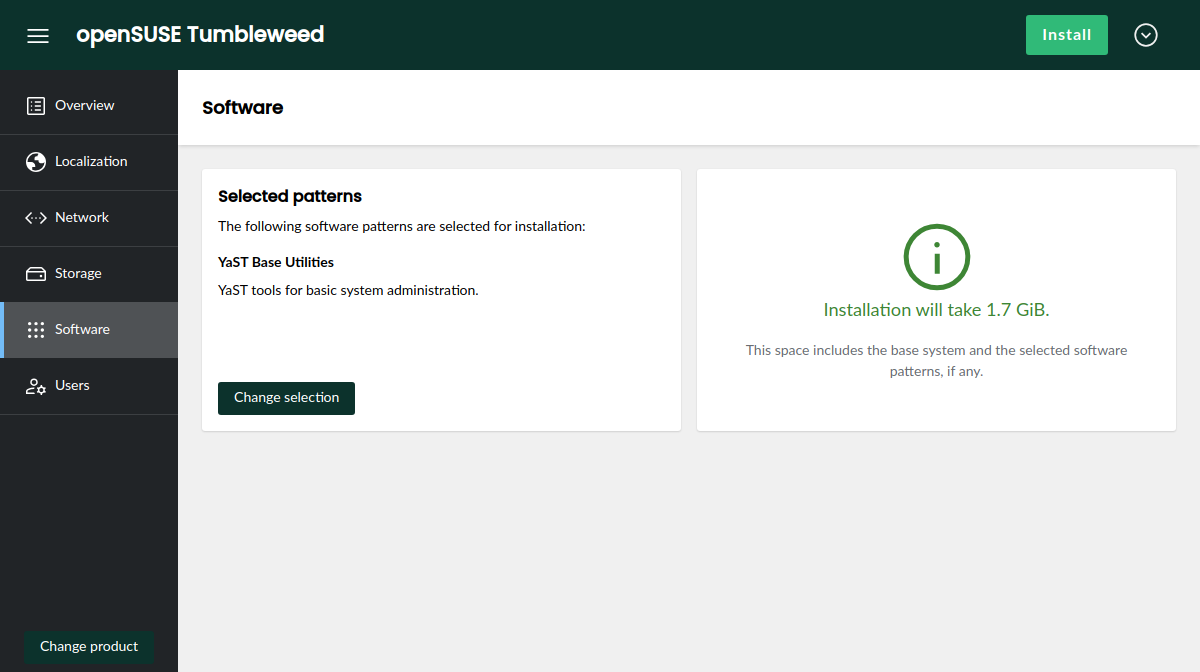 openSUSE Tumbleweed
Install
Overview
Localization
Network
Storage
Software
Users
Change product
Software
Selected patterns
The following software patterns are selected for installation:
YaST Base Utilities
YaST tools for basic system administration.
Change selection
Installation will take 1.7 GiB.
This space includes the base system and the selected software
patterns, if any.